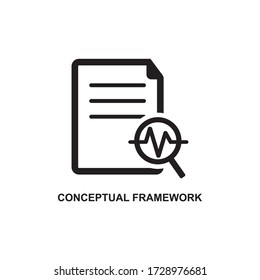 CONCEPTUAL FRAMEWORK
shutterstock.com · 1728976681